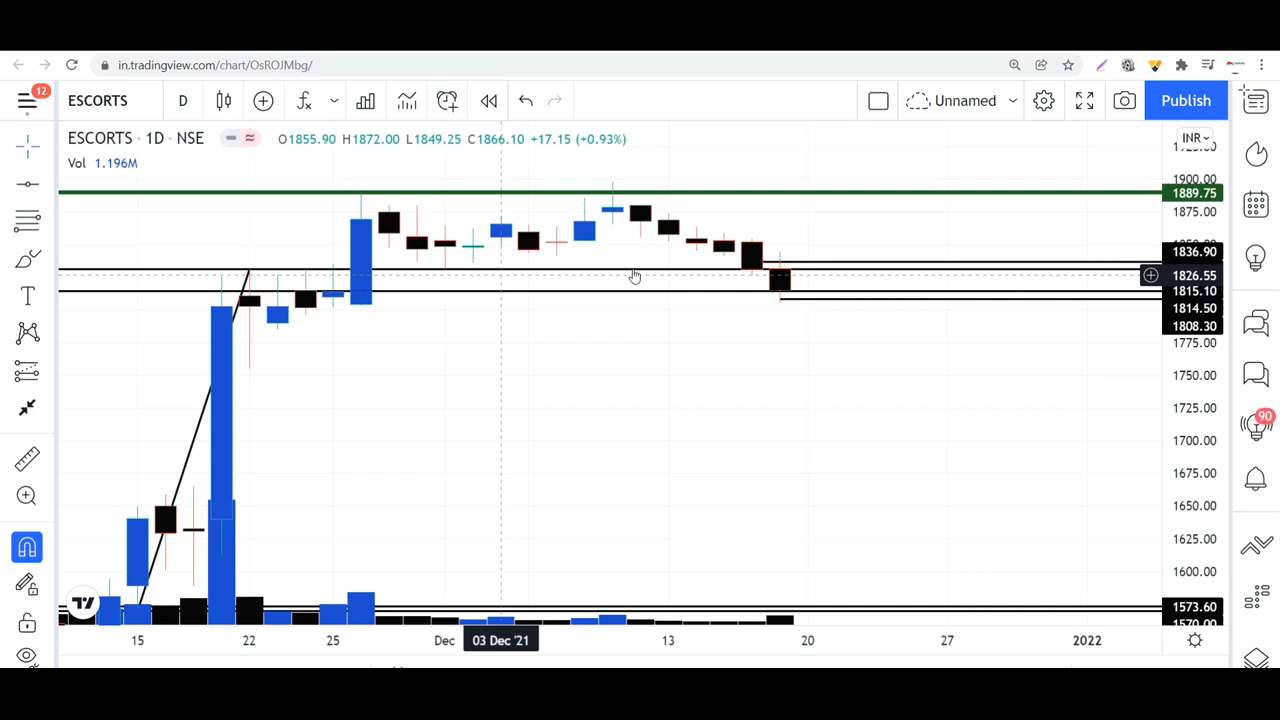 in.tradingview.com/chart/OsROJMbg/
12
ESCORTS
D
Unnamed
Publish
ESCORTS · 1D · NSE
O1855.90 H1872.00 L1849.25 C1866.10 +17.15 (+0.93%)
INR
Vol 1.196M
1900.00
1889.75
1875.00
1836.90
1826.55
1815.10
1814.50
1808.30
1775.00
1750.00
1725.00
1700.00
1675.00
1650.00
1625.00
1600.00
1573.60
1570.00
90
15
22
25
Dec
03 Dec '21
13
20
27
2022